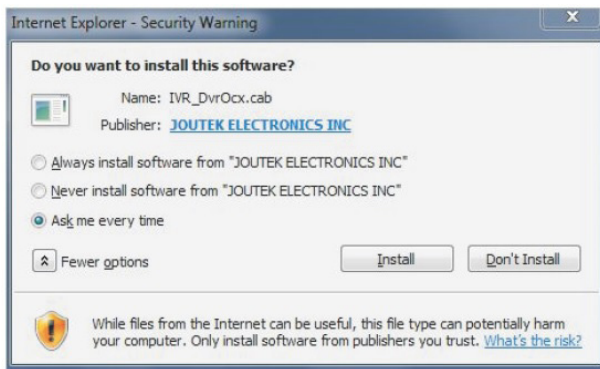 Internet Explorer - Security Warning
Do you want to install this software?
Name: IVR_DvrOcx.cab
Publisher: JOUTEK ELECTRONICS INC
Always install software from "JOUTEK ELECTRONICS INC"
Never install software from "JOUTEK ELECTRONICS INC"
Ask me every time
Fewer options
Install
Don't Install
While files from the Internet can be useful, this file type can potentially harm
your computer. Only install software from publishers you trust. What's the risk?